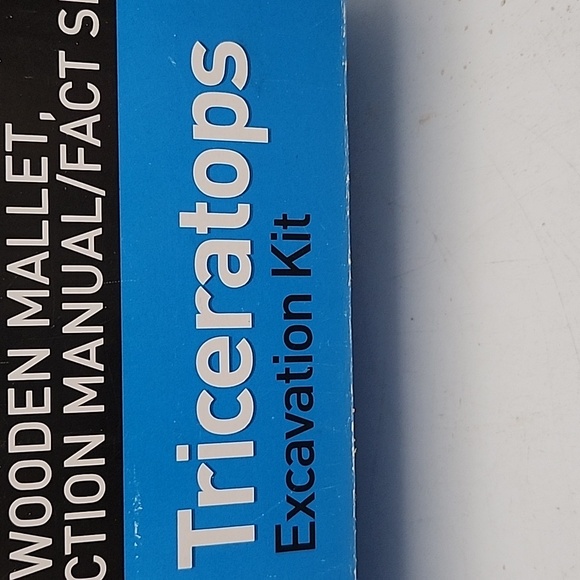 WOODEN MALLET,
CTION MANUAL/FACT S
Triceratops
Excavation Kit